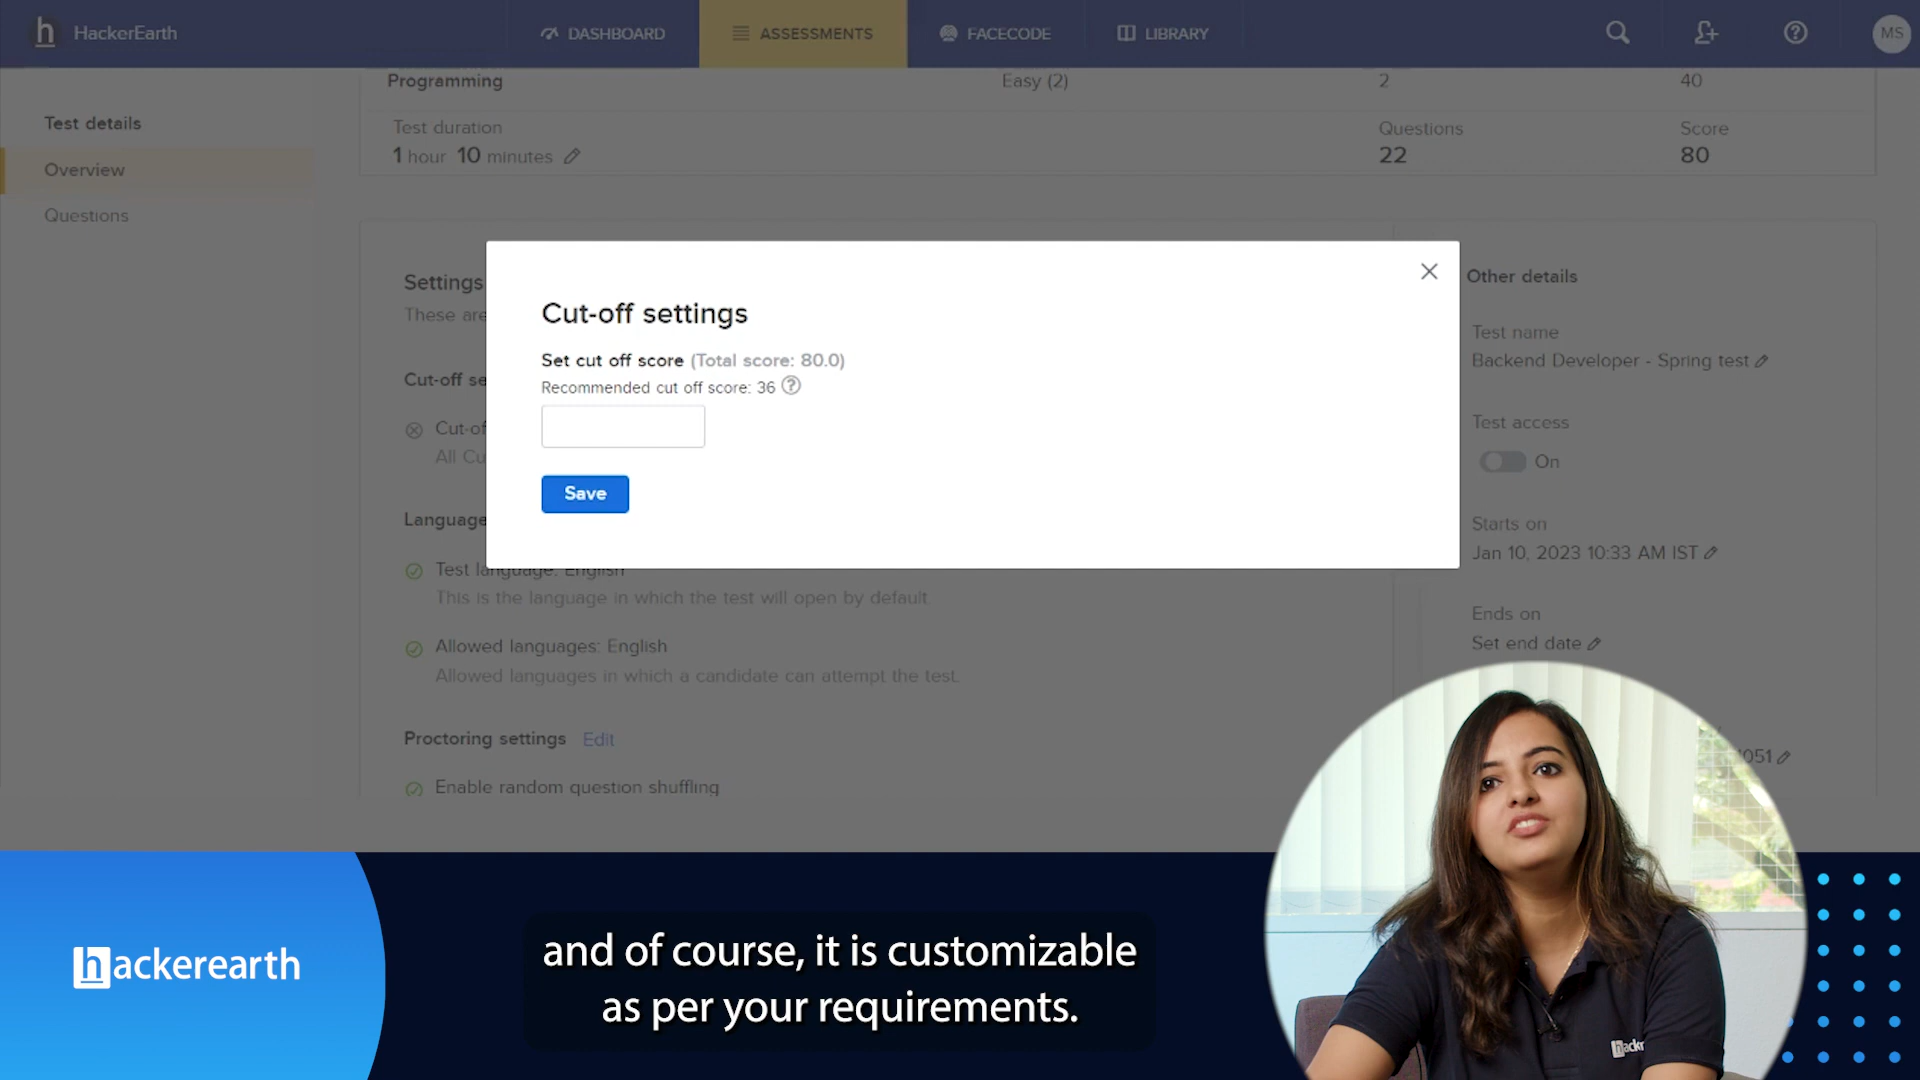 HackerEarth
DASHBOARD
ASSESSMENTS
FACECODE
LIBRARY
MS
Programming
Easy (2)
2
40
Test details
Overview
Questions
Test duration
1 hour 10 minutes
Questions
22
Score
80
Settings
These are
Cut-off se
Cut-of
All Cu
Cut-off settings
Set cut off score (Total score: 80.0)
Recommended cut off score: 36
Save
Language
Test language: English
This is the language in which the test will open by default.
Allowed languages: English
Allowed languages in which a candidate can attempt the test.
Proctoring settings Edit
Enable random question shuffling
Other details
Test name
Backend Developer - Spring test
Test access
On
Starts on
Jan 10, 2023 10:33 AM IST
Ends on
Set end date
1051
hackerearth
and of course, it is customizable
as per your requirements.
hackr